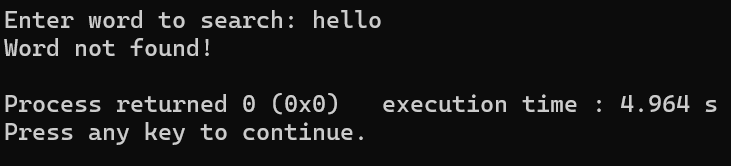 Enter word to search: hello
Word not found!
Process returned 0 (0x0)   execution time : 4.964 s
Press any key to continue.